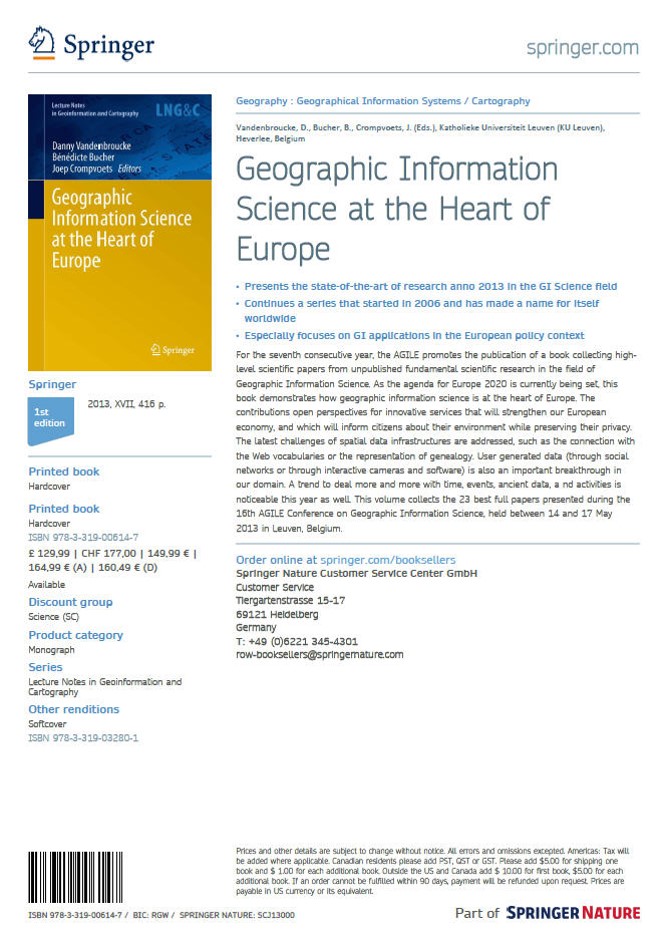 Springer
springer.com
Lecture Notes
in Geoinformation and Cartography
LNG&C
Danny Vandenbroucke
Bénédicte Bucher
Joep Crompvoets Editors
Geographic
Information Science
at the Heart of
Europe
Springer
Springer
1st
edition
2013, XVII, 416 p.
Printed book
Hardcover
Printed book
Hardcover
ISBN 978-3-319-00614-7
£ 129,99 | CHF 177,00 | 149,99 € |
164,99 € (A) | 160,49 € (D)
Available
Discount group
Science (SC)
Product category
Monograph
Series
Lecture Notes in Geoinformation and
Cartography
Other renditions
Softcover
ISBN 978-3-319-03280-1
Geography : Geographical Information Systems / Cartography
Vandenbroucke, D., Bucher, B., Crompvoets, J. (Eds.), Katholieke Universiteit Leuven (KU Leuven),
Heverlee, Belgium
Geographic Information
Science at the Heart of
Europe
• Presents the state-of-the-art of research anno 2013 in the GI Science field
• Continues a series that started in 2006 and has made a name for itself
worldwide
• Especially focuses on GI applications in the European policy context
For the seventh consecutive year, the AGILE promotes the publication of a book collecting high-
level scientific papers from unpublished fundamental scientific research in the field of
Geographic Information Science. As the agenda for Europe 2020 is currently being set, this
book demonstrates how geographic information science is at the heart of Europe. The
contributions open perspectives for innovative services that will strengthen our European
economy, and which will inform citizens about their environment while preserving their privacy.
The latest challenges of spatial data infrastructures are addressed, such as the connection with
the Web vocabularies or the representation of genealogy. User generated data (through social
networks or through interactive cameras and software) is also an important breakthrough in
our domain. A trend to deal more and more with time, events, ancient data, a nd activities is
noticeable this year as well. This volume collects the 23 best full papers presented during the
16th AGILE Conference on Geographic Information Science, held between 14 and 17 May
2013 in Leuven, Belgium.
Order online at springer.com/booksellers
Springer Nature Customer Service Center GmbH
Customer Service
Tiergartenstrasse 15-17
69121 Heidelberg
Germany
T: +49 (0)6221 345-4301
row-booksellers@springernature.com
Prices and other details are subject to change without notice. All errors and omissions excepted. Americas: Tax will
be added where applicable. Canadian residents please add PST, QST or GST. Please add $5.00 for shipping one
book and $ 1.00 for each additional book. Outside the US and Canada add $ 10.00 for first book, $5.00 for each
additional book. If an order cannot be fulfilled within 90 days, payment will be refunded upon request. Prices are
payable in US currency or its equivalent.
ISBN 978-3-319-00614-7 / BIC: RGW / SPRINGER NATURE: SCJ13000
Part of SPRINGER NATURE